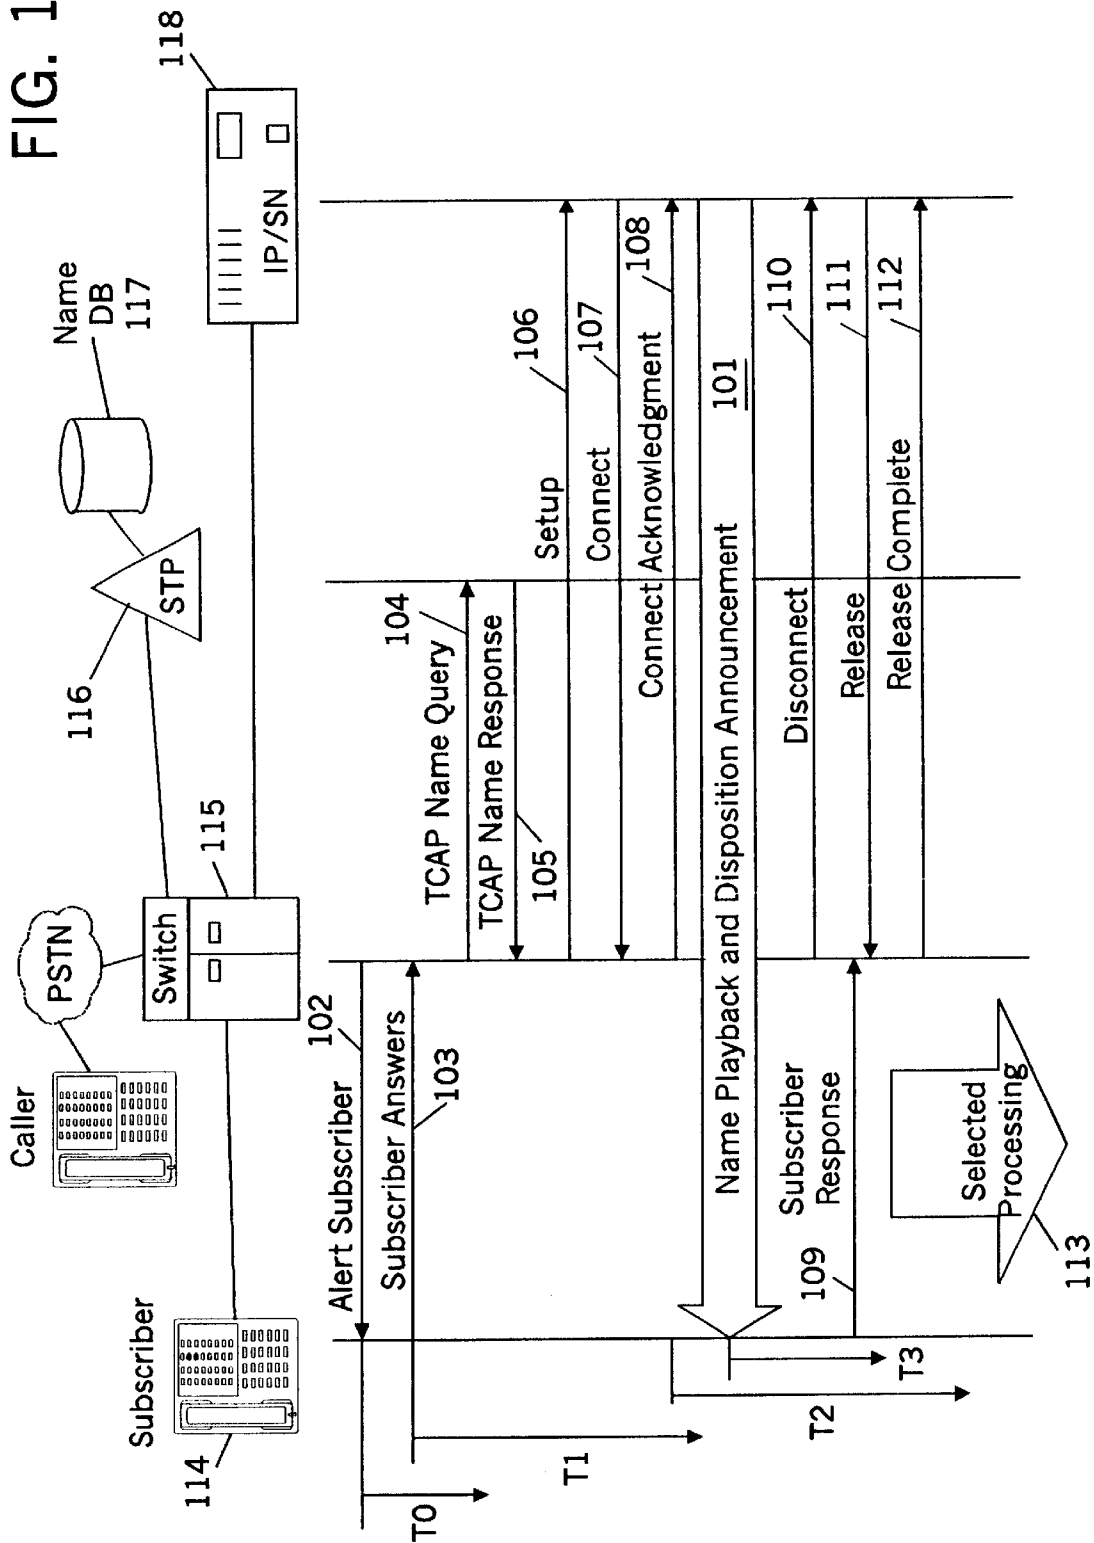 FIG. 1
Caller
PSTN
Name
DB
117
118
Subscriber
114
Switch
115
116
STP
IP/SN
Alert Subscriber
102
Subscriber Answers
103
TCAP Name Query
104
TCAP Name Response
105
Setup
106
Connect
107
Connect Acknowledgment
108
Name Playback and Disposition Announcement
101
Disconnect
110
Subscriber
Response
109
Release
111
Release Complete
112
Selected
Processing
113
T0
T1
T2
T3